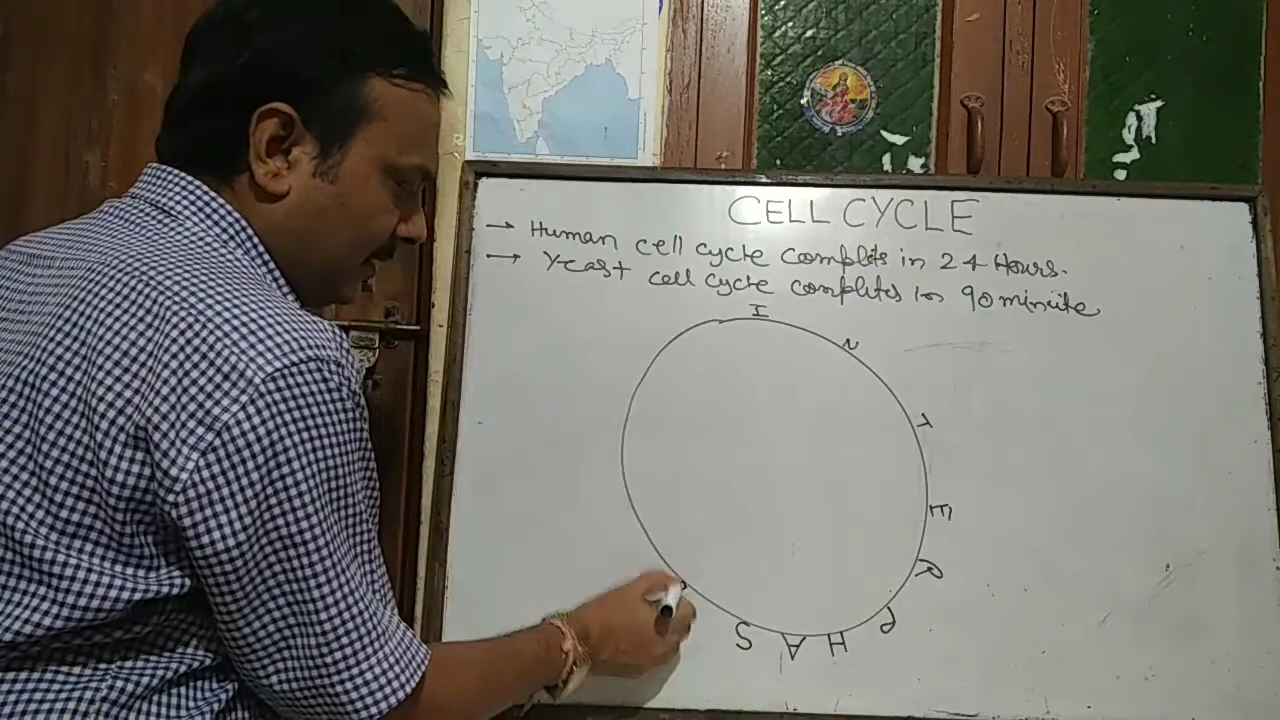 CELL CYCLE
→ Human cell cycle complets in 24 Hours.
→ Yeast cell cycle complites in 90 minute
I N T E R P H A S